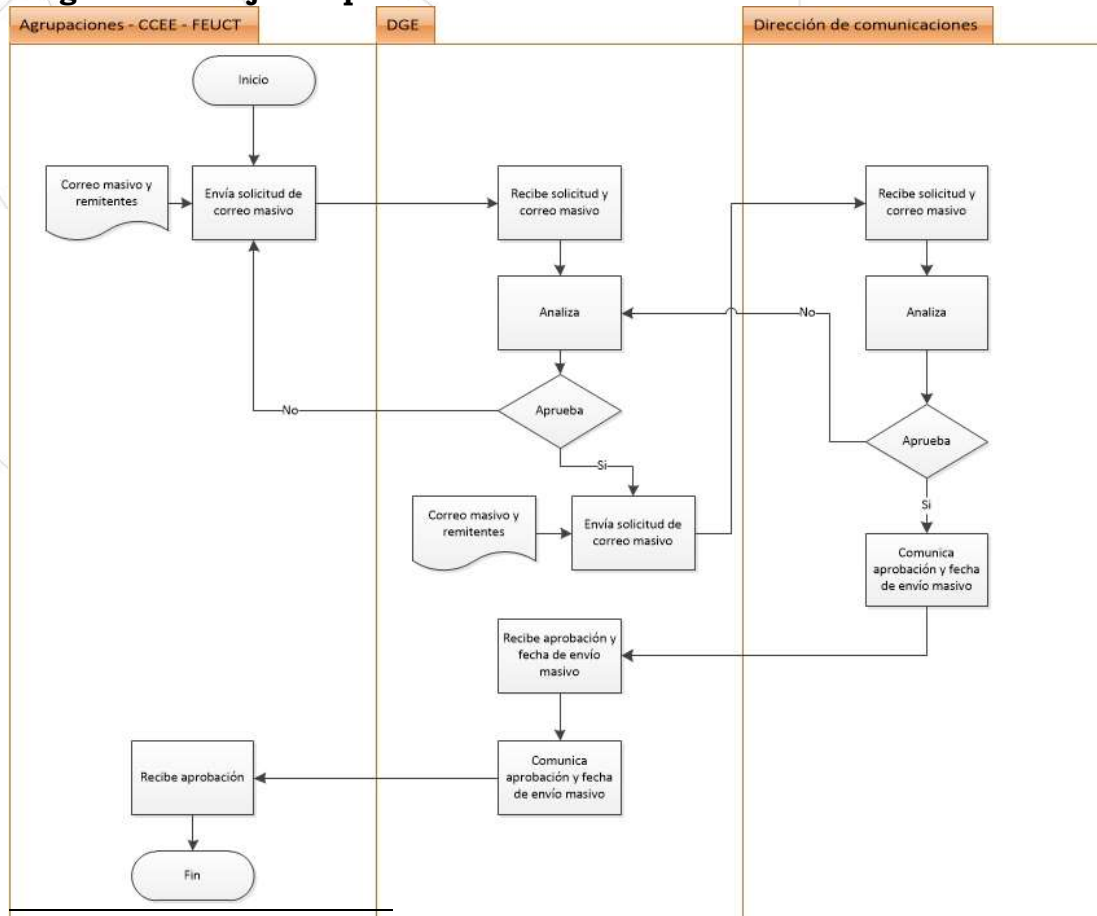 Agrupaciones - CCEE - FEUCT
DGE
Dirección de comunicaciones
Inicio
Correo masivo y
remitentes
Envía solicitud de
correo masivo
Recibe solicitud y
correo masivo
Recibe solicitud y
correo masivo
Analiza
Analiza
No
No
Aprueba
Aprueba
Si
Si
Correo masivo y
remitentes
Envía solicitud de
correo masivo
Comunica
aprobación y fecha
de envío masivo
Recibe aprobación y
fecha de envío
masivo
Recibe aprobación
Comunica
aprobación y fecha
de envío masivo
Fin